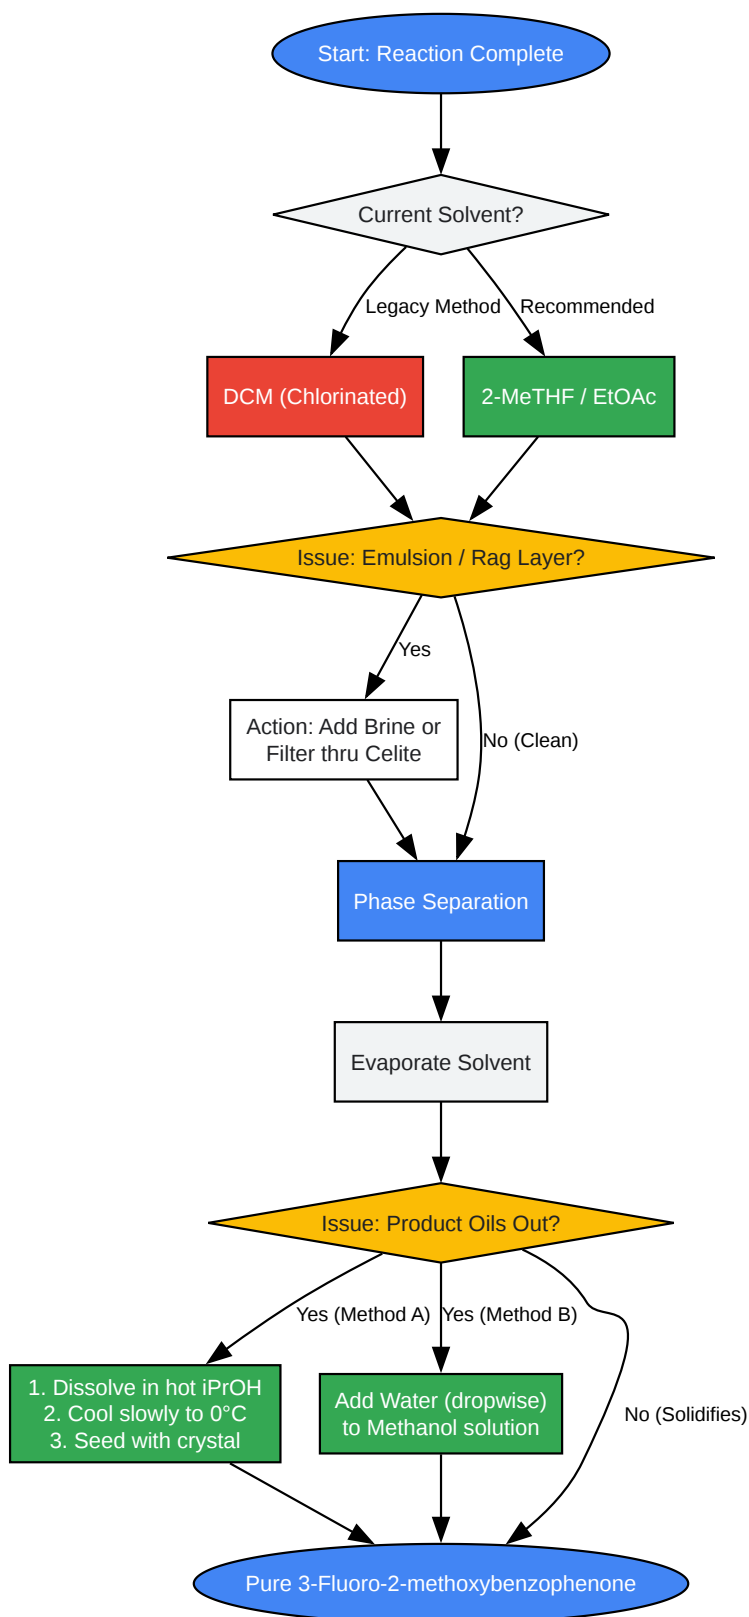 Start: Reaction Complete
Current Solvent?
Legacy Method
Recommended
DCM (Chlorinated)
2-MeTHF / EtOAc
Issue: Emulsion / Rag Layer?
Yes
Action: Add Brine or
Filter thru Celite
No (Clean)
Phase Separation
Evaporate Solvent
Issue: Product Oils Out?
Yes (Method A)
Yes (Method B)
1. Dissolve in hot iPrOH
2. Cool slowly to 0°C
3. Seed with crystal
Add Water (dropwise)
to Methanol solution
No (Solidifies)
Pure 3-Fluoro-2-methoxybenzophenone